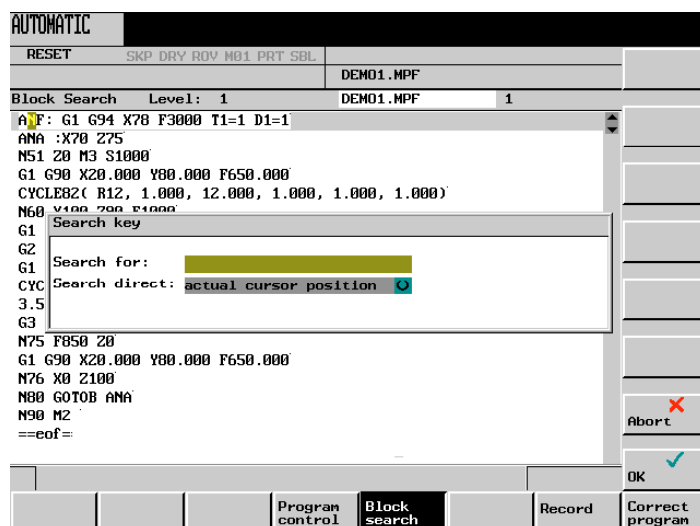 AUTOMATIC
RESET SKP DRY ROV M01 PRT SBL
DEMO1.MPF
Block Search Level: 1 DEMO1.MPF 1
ANF: G1 G94 X78 F3000 T1=1 D1=1
ANA :X70 Z75
N51 Z0 M3 S1000
G1 G90 X20.000 Y80.000 F650.000
CYCLE82( R12, 1.000, 12.000, 1.000, 1.000, 1.000)
N60 Y100 Z90 F1000
G1
Search key
G2
G1
Search for:
CYC
Search direct: actual cursor position
3.5
G3
N75 F850 Z0
G1 G90 X20.000 Y80.000 F650.000
N76 X0 Z100
N80 GOTOB ANA
N90 M2
==eof=
Abort
OK
Program control
Block search
Record
Correct program